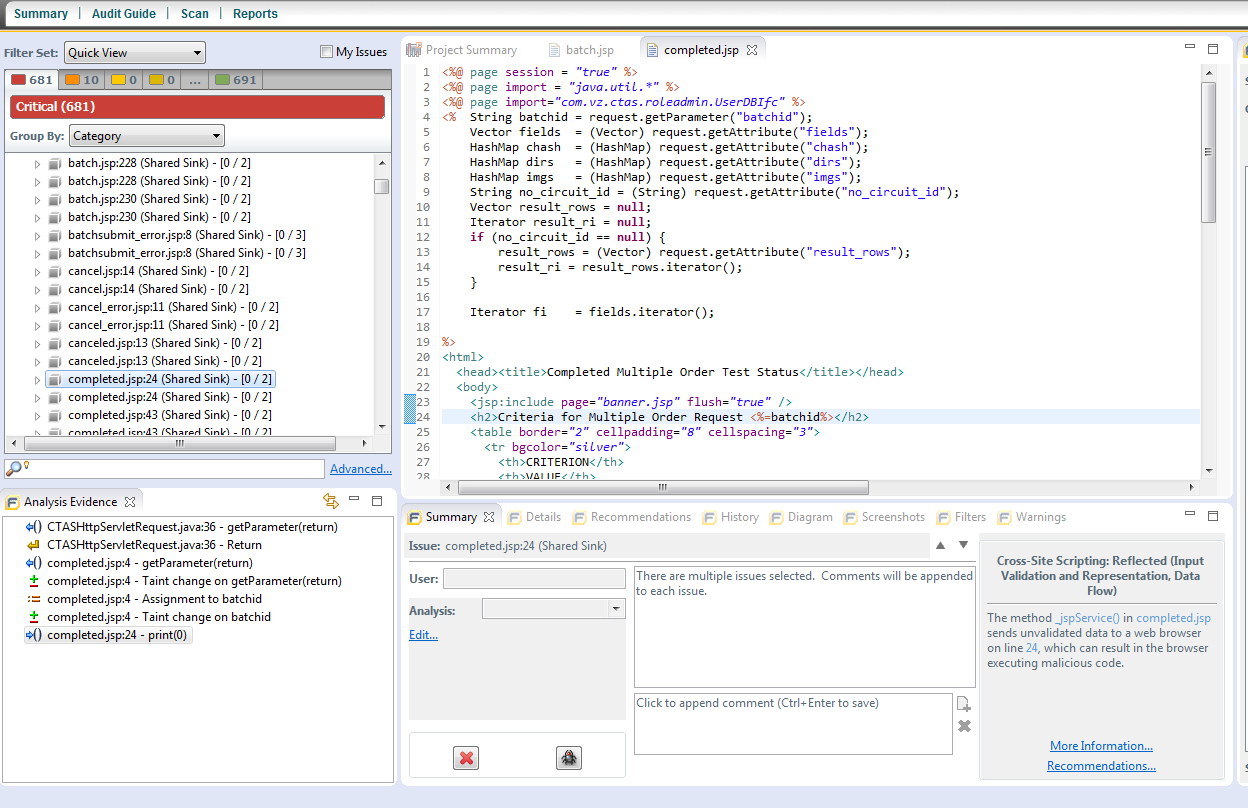 Summary | Audit Guide | Scan | Reports
Filter Set: Quick View My Issues
681 10 0 0 ... 691
Critical (681)
Group By: Category
batch.jsp:228 (Shared Sink) - [0 / 2]
batch.jsp:228 (Shared Sink) - [0 / 2]
batch.jsp:230 (Shared Sink) - [0 / 2]
batch.jsp:230 (Shared Sink) - [0 / 2]
batchsubmit_error.jsp:8 (Shared Sink) - [0 / 3]
batchsubmit_error.jsp:8 (Shared Sink) - [0 / 3]
cancel.jsp:14 (Shared Sink) - [0 / 2]
cancel.jsp:14 (Shared Sink) - [0 / 2]
cancel_error.jsp:11 (Shared Sink) - [0 / 2]
cancel_error.jsp:11 (Shared Sink) - [0 / 2]
canceled.jsp:13 (Shared Sink) - [0 / 2]
canceled.jsp:13 (Shared Sink) - [0 / 2]
completed.jsp:24 (Shared Sink) - [0 / 2]
completed.jsp:24 (Shared Sink) - [0 / 2]
completed.jsp:43 (Shared Sink) - [0 / 2]
completed.jsp:43 (Shared Sink) - [0 / 2]
Advanced...
Project Summary batch.jsp completed.jsp
1 <%@ page session = "true" %>
2 <%@ page import = "java.util.*" %>
3 <%@ page import="com.vz.ctas.roleadmin.UserDBIfc" %>
4 <% String batchid = request.getParameter("batchid");
5 Vector fields = (Vector) request.getAttribute("fields");
6 HashMap chash = (HashMap) request.getAttribute("chash");
7 HashMap dirs = (HashMap) request.getAttribute("dirs");
8 HashMap imgs = (HashMap) request.getAttribute("imgs");
9 String no_circuit_id = (String) request.getAttribute("no_circuit_id");
10 Vector result_rows = null;
11 Iterator result_ri = null;
12 if (no_circuit_id == null) {
13 result_rows = (Vector) request.getAttribute("result_rows");
14 result_ri = result_rows.iterator();
15 }
16
17 Iterator fi = fields.iterator();
18
19 %>
20 <html>
21 <head><title>Completed Multiple Order Test Status</title></head>
22 <body>
23 <jsp:include page="banner.jsp" flush="true" />
24 <h2>Criteria for Multiple Order Request <%=batchid%></h2>
25 <table border="2" cellpadding="8" cellspacing="3">
26 <tr bgcolor="silver">
27 <th>CRITERION</th>
28 <th>VALUE</th>
Analysis Evidence
CTASHttpServletRequest.java:36 - getParameter(return)
CTASHttpServletRequest.java:36 - Return
completed.jsp:4 - getParameter(return)
completed.jsp:4 - Taint change on getParameter(return)
completed.jsp:4 - Assignment to batchid
completed.jsp:4 - Taint change on batchid
completed.jsp:24 - print(0)
Summary Details Recommendations History Diagram Screenshots Filters Warnings
Issue: completed.jsp:24 (Shared Sink)
User:
Analysis:
Edit...
There are multiple issues selected. Comments will be appended
to each issue.
Click to append comment (Ctrl+Enter to save)
Cross-Site Scripting: Reflected (Input
Validation and Representation, Data
Flow)
The method _jspService() in completed.jsp
sends unvalidated data to a web browser
on line 24, which can result in the browser
executing malicious code.
More Information...
Recommendations...